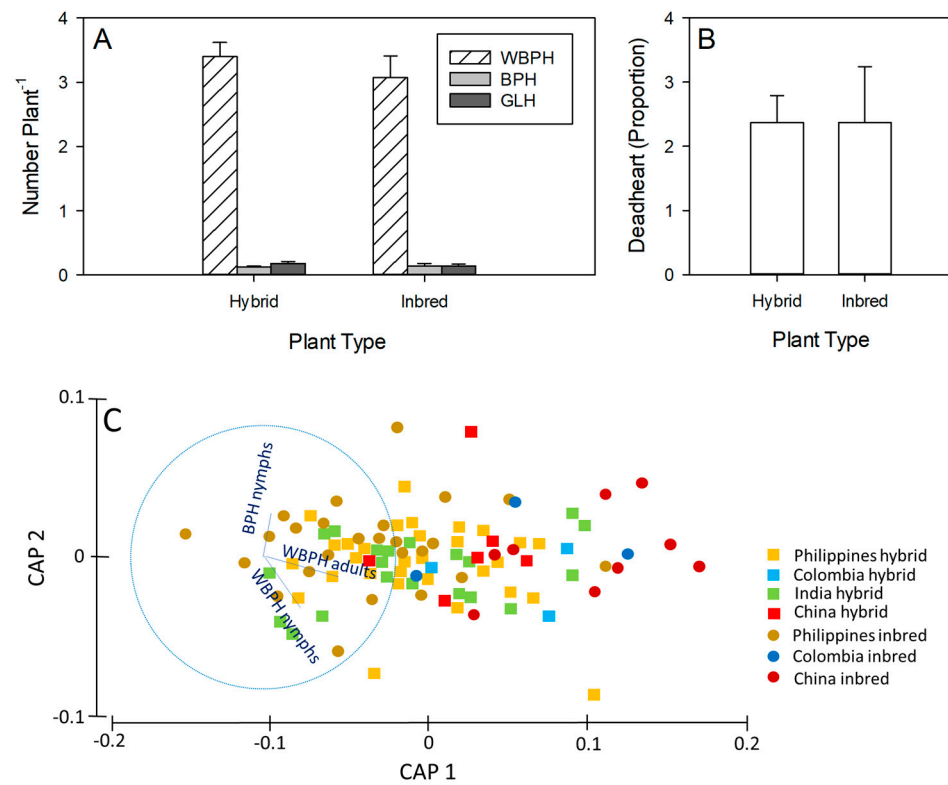 A
4
3
2
1
0
Number Plant⁻¹
WBPH
BPH
GLH
Hybrid
Inbred
Plant Type
B
4
3
2
1
0
Deadheart (Proportion)
Hybrid
Inbred
Plant Type
C
0.1
0
-0.1
CAP 2
BPH nymphs
WBPH adults
WBPH nymphs
-0.2
-0.1
0
0.1
0.2
CAP 1
Philippines hybrid
Colombia hybrid
India hybrid
China hybrid
Philippines inbred
Colombia inbred
China inbred